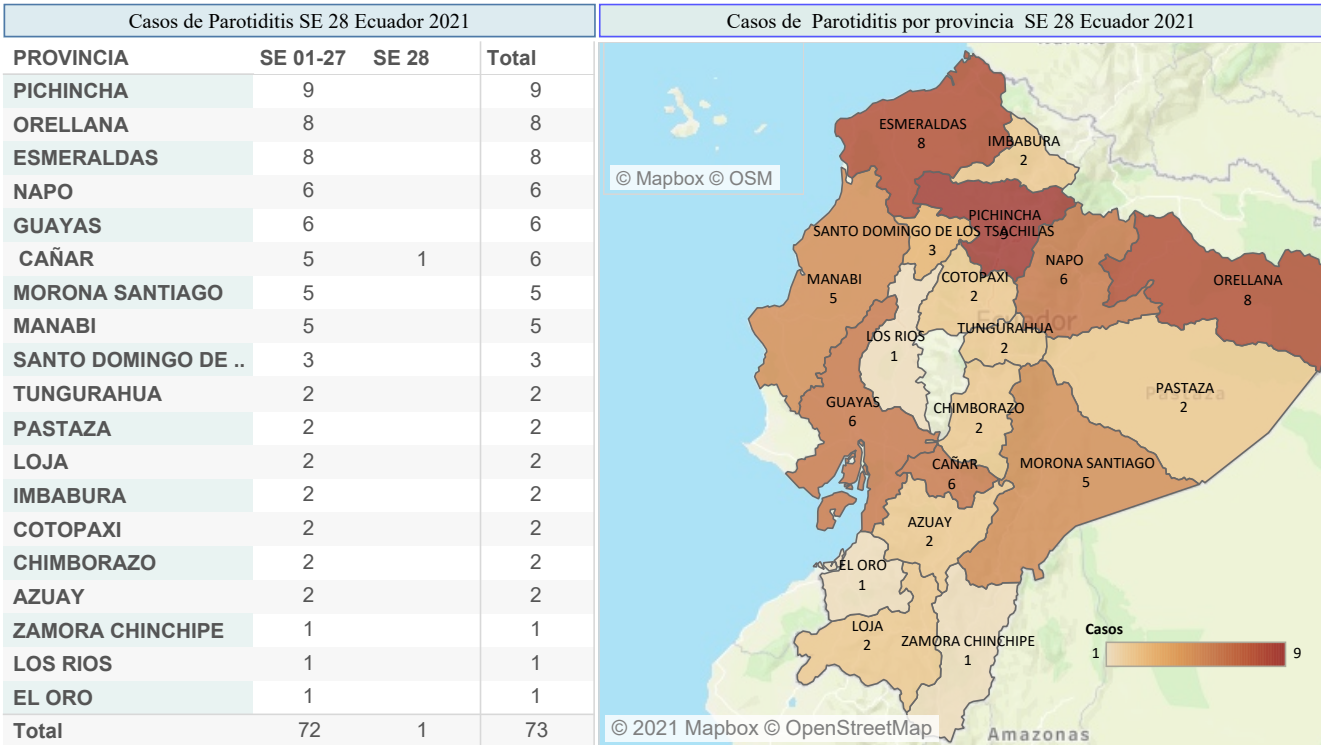 Casos de Parotiditis SE 28 Ecuador 2021
PROVINCIA SE 01-27 SE 28 Total
PICHINCHA 9 9
ORELLANA 8 8
ESMERALDAS 8 8
NAPO 6 6
GUAYAS 6 6
CAÑAR 5 1 6
MORONA SANTIAGO 5 5
MANABI 5 5
SANTO DOMINGO DE .. 3 3
TUNGURAHUA 2 2
PASTAZA 2 2
LOJA 2 2
IMBABURA 2 2
COTOPAXI 2 2
CHIMBORAZO 2 2
AZUAY 2 2
ZAMORA CHINCHIPE 1 1
LOS RIOS 1 1
EL ORO 1 1
Total 72 1 73
Casos de Parotiditis por provincia SE 28 Ecuador 2021
© Mapbox © OSM
ESMERALDAS
8
IMBABURA
2
PICHINCHA
9
SANTO DOMINGO DE LOS TSACHILAS
3
NAPO
6
ORELLANA
8
MANABI
5
COTOPAXI
2
Ecuador
TUNGURAHUA
2
LOS RIOS
1
PASTAZA
Pastaza
2
GUAYAS
6
CHIMBORAZO
2
MORONA SANTIAGO
5
CAÑAR
6
AZUAY
2
EL ORO
1
LOJA
2
ZAMORA CHINCHIPE
1
Casos
1 9
© 2021 Mapbox © OpenStreetMap
Amazonas